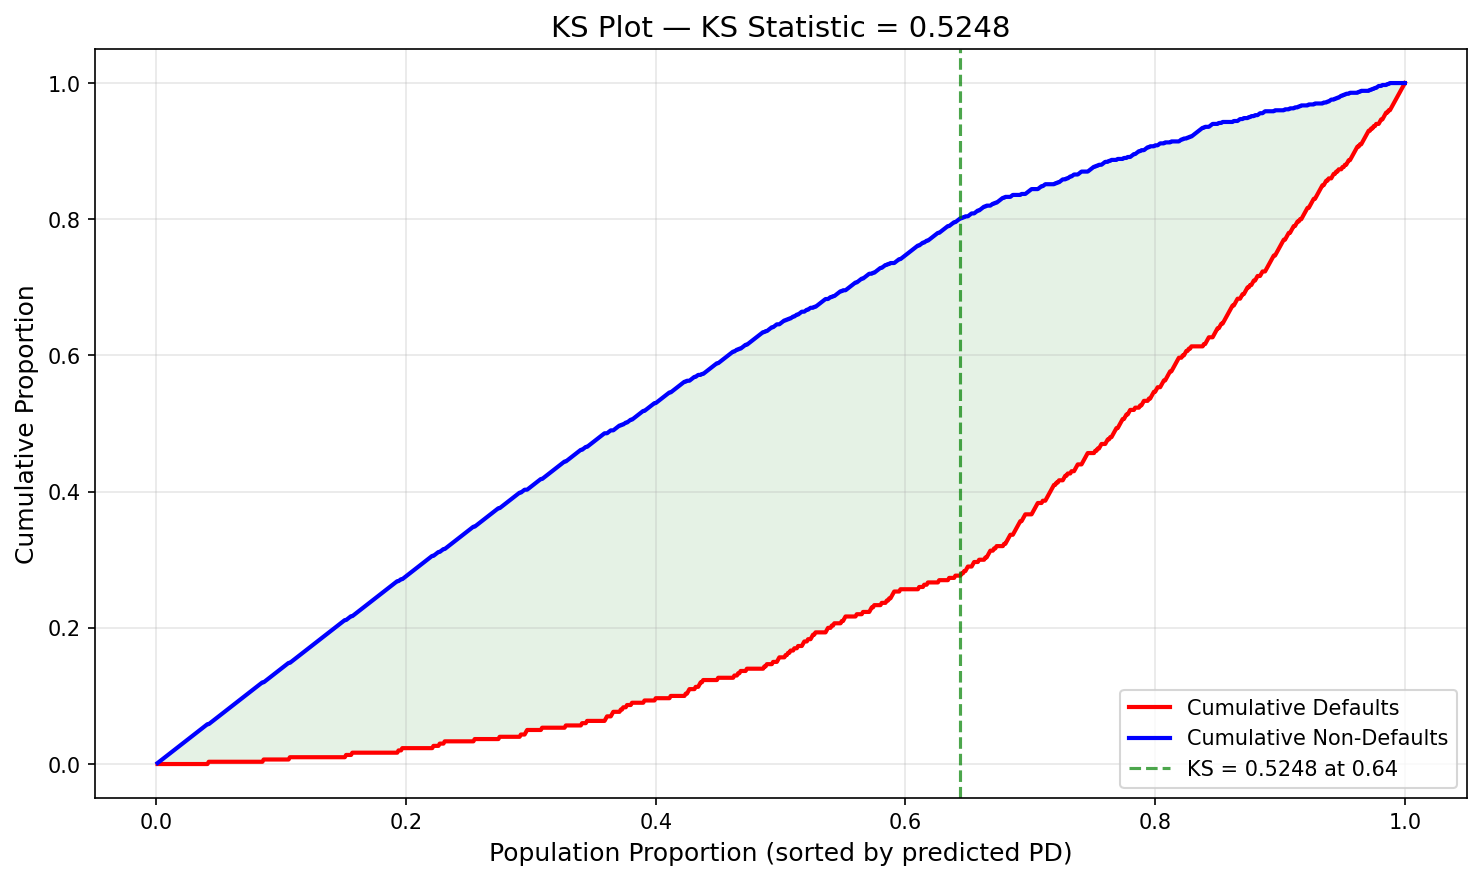 KS Plot — KS Statistic = 0.5248
Cumulative Proportion
1.0
0.8
0.6
0.4
0.2
0.0
0.0 0.2 0.4 0.6 0.8 1.0
Population Proportion (sorted by predicted PD)
Cumulative Defaults
Cumulative Non-Defaults
KS = 0.5248 at 0.64